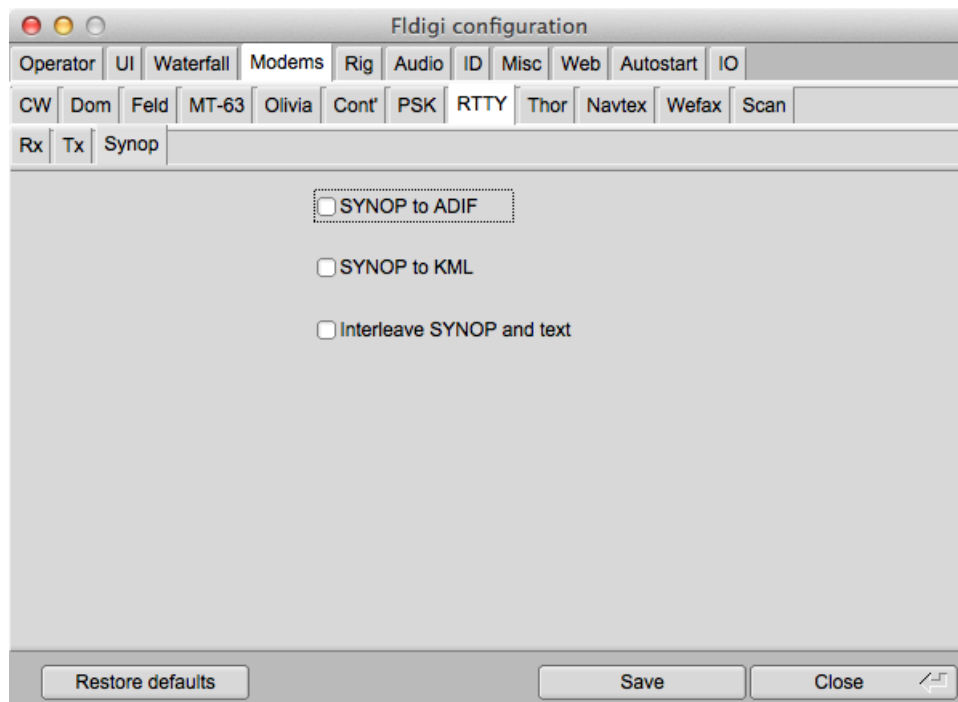 Fldigi configuration
Operator UI Waterfall Modems Rig Audio ID Misc Web Autostart IO
CW Dom Feld MT-63 Olivia Cont' PSK RTTY Thor Navtex Wefax Scan
Rx Tx Synop
SYNOP to ADIF
SYNOP to KML
Interleave SYNOP and text
Restore defaults Save Close